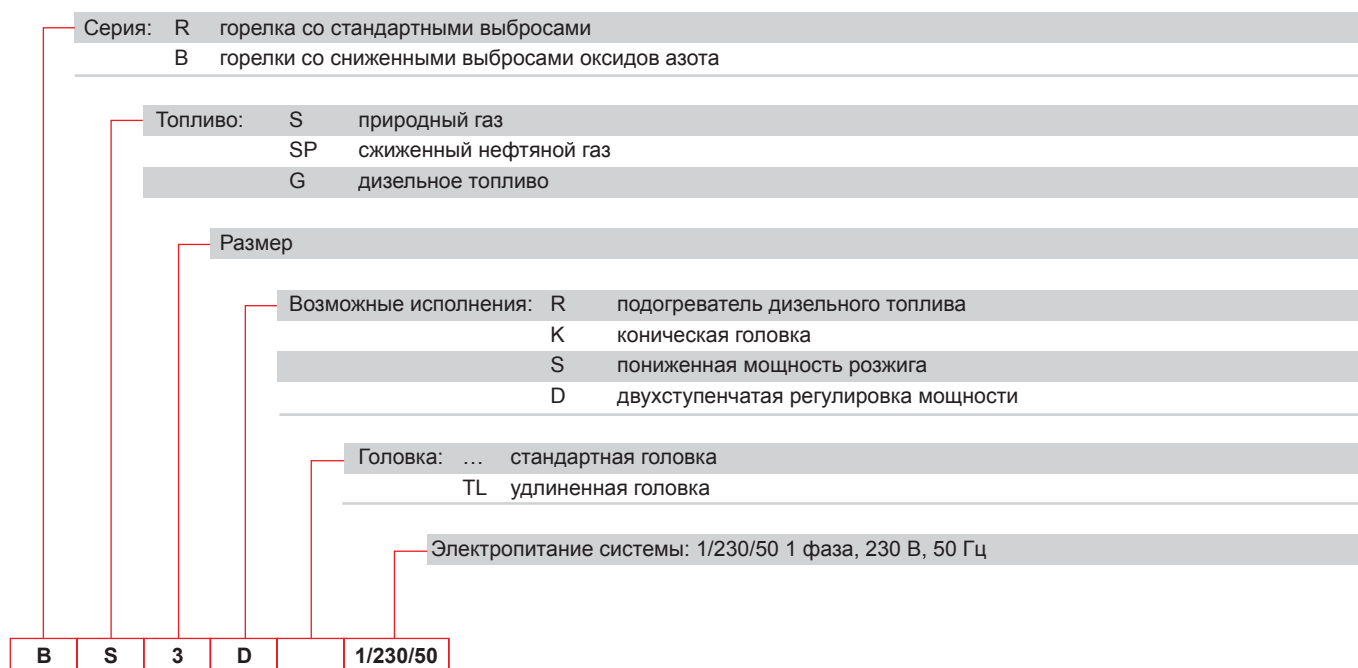 Серия: R горелка со стандартными выбросами
B горелки со сниженными выбросами оксидов азота
Топливо: S природный газ
SP сжиженный нефтяной газ
G дизельное топливо
Размер
Возможные исполнения: R подогреватель дизельного топлива
K коническая головка
S пониженная мощность розжига
D двухступенчатая регулировка мощности
Головка: … стандартная головка
TL удлиненная головка
Электропитание системы: 1/230/50 1 фаза, 230 В, 50 Гц
B S 3 D 1/230/50